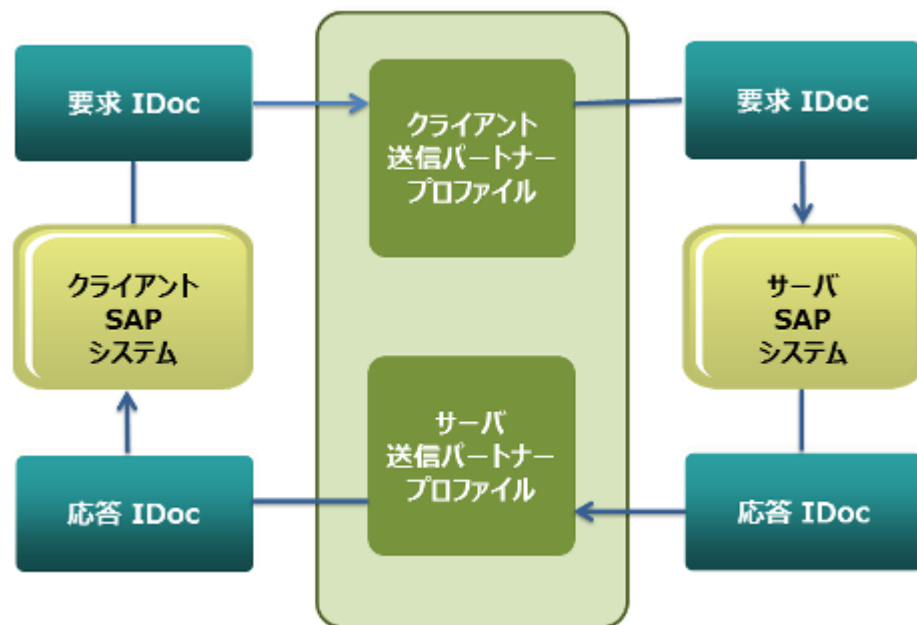 要求 IDoc
クライアント
送信パートナー
プロファイル
要求 IDoc
クライアント
SAP
システム
サーバ
SAP
システム
応答 IDoc
サーバ
送信パートナー
プロファイル
応答 IDoc